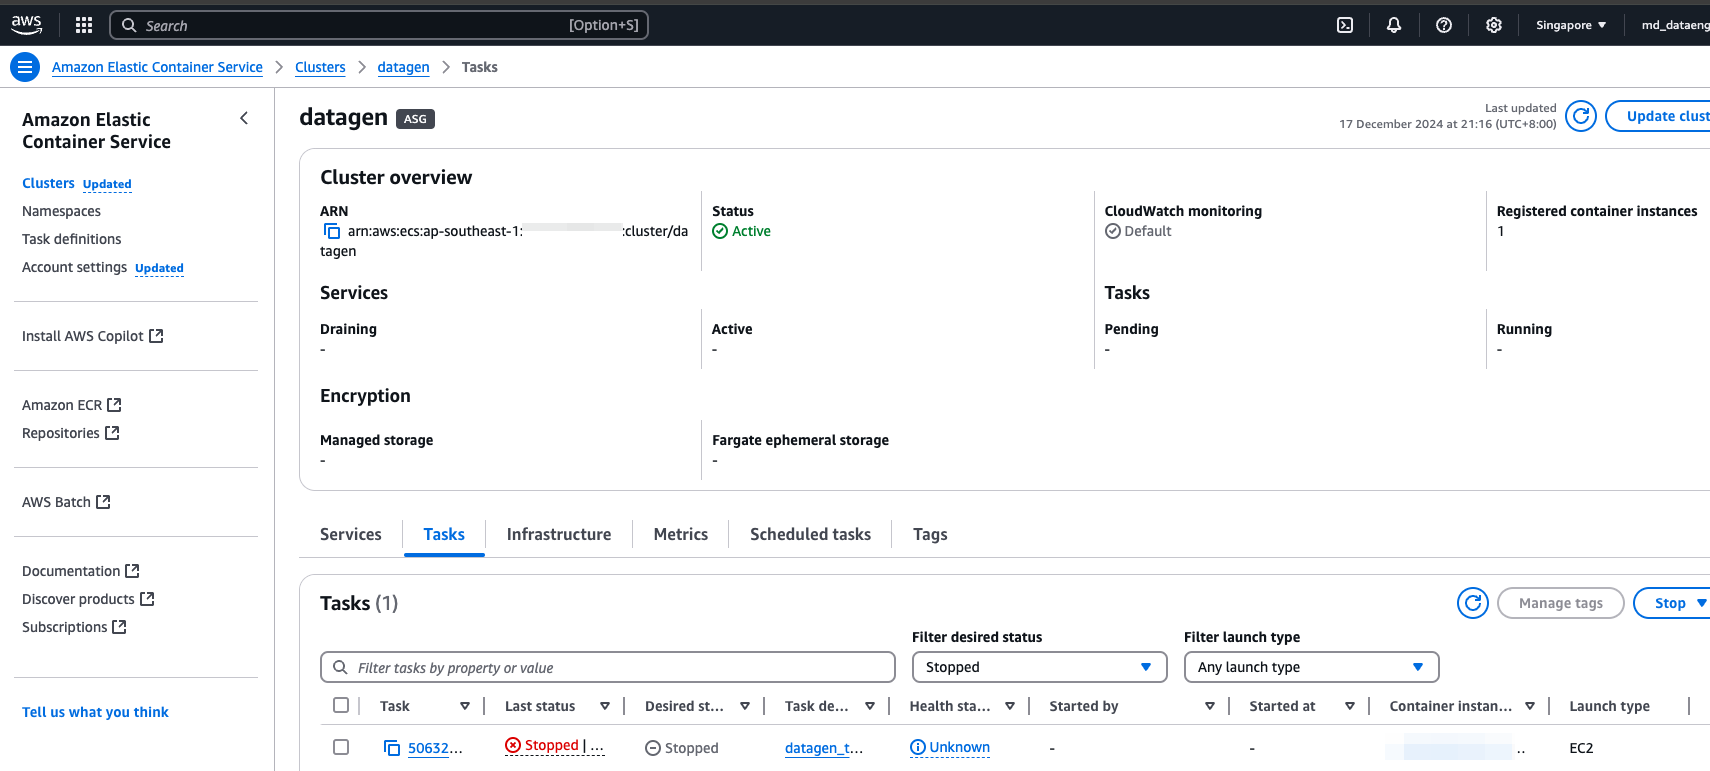 aws
Search
[Option+S]
Singapore
md_dataeng
Amazon Elastic Container Service
Clusters
datagen
Tasks
Amazon Elastic
Container Service
Clusters Updated
Namespaces
Task definitions
Account settings Updated
Install AWS Copilot
Amazon ECR
Repositories
AWS Batch
Documentation
Discover products
Subscriptions
Tell us what you think
datagen ASG
Last updated
17 December 2024 at 21:16 (UTC+8:00)
Update clust
Cluster overview
ARN
arn:aws:ecs:ap-southeast-1: :cluster/da
tagen
Status
Active
CloudWatch monitoring
Default
Registered container instances
1
Services
Tasks
Draining
-
Active
-
Pending
-
Running
-
Encryption
Managed storage
-
Fargate ephemeral storage
-
Services
Tasks
Infrastructure
Metrics
Scheduled tasks
Tags
Tasks (1)
Manage tags
Stop
Filter desired status
Filter launch type
Filter tasks by property or value
Stopped
Any launch type
Task
Last status
Desired st...
Task de...
Health sta...
Started by
Started at
Container instan...
Launch type
50632...
Stopped | ...
Stopped
datagen_t...
Unknown
-
-
..
EC2